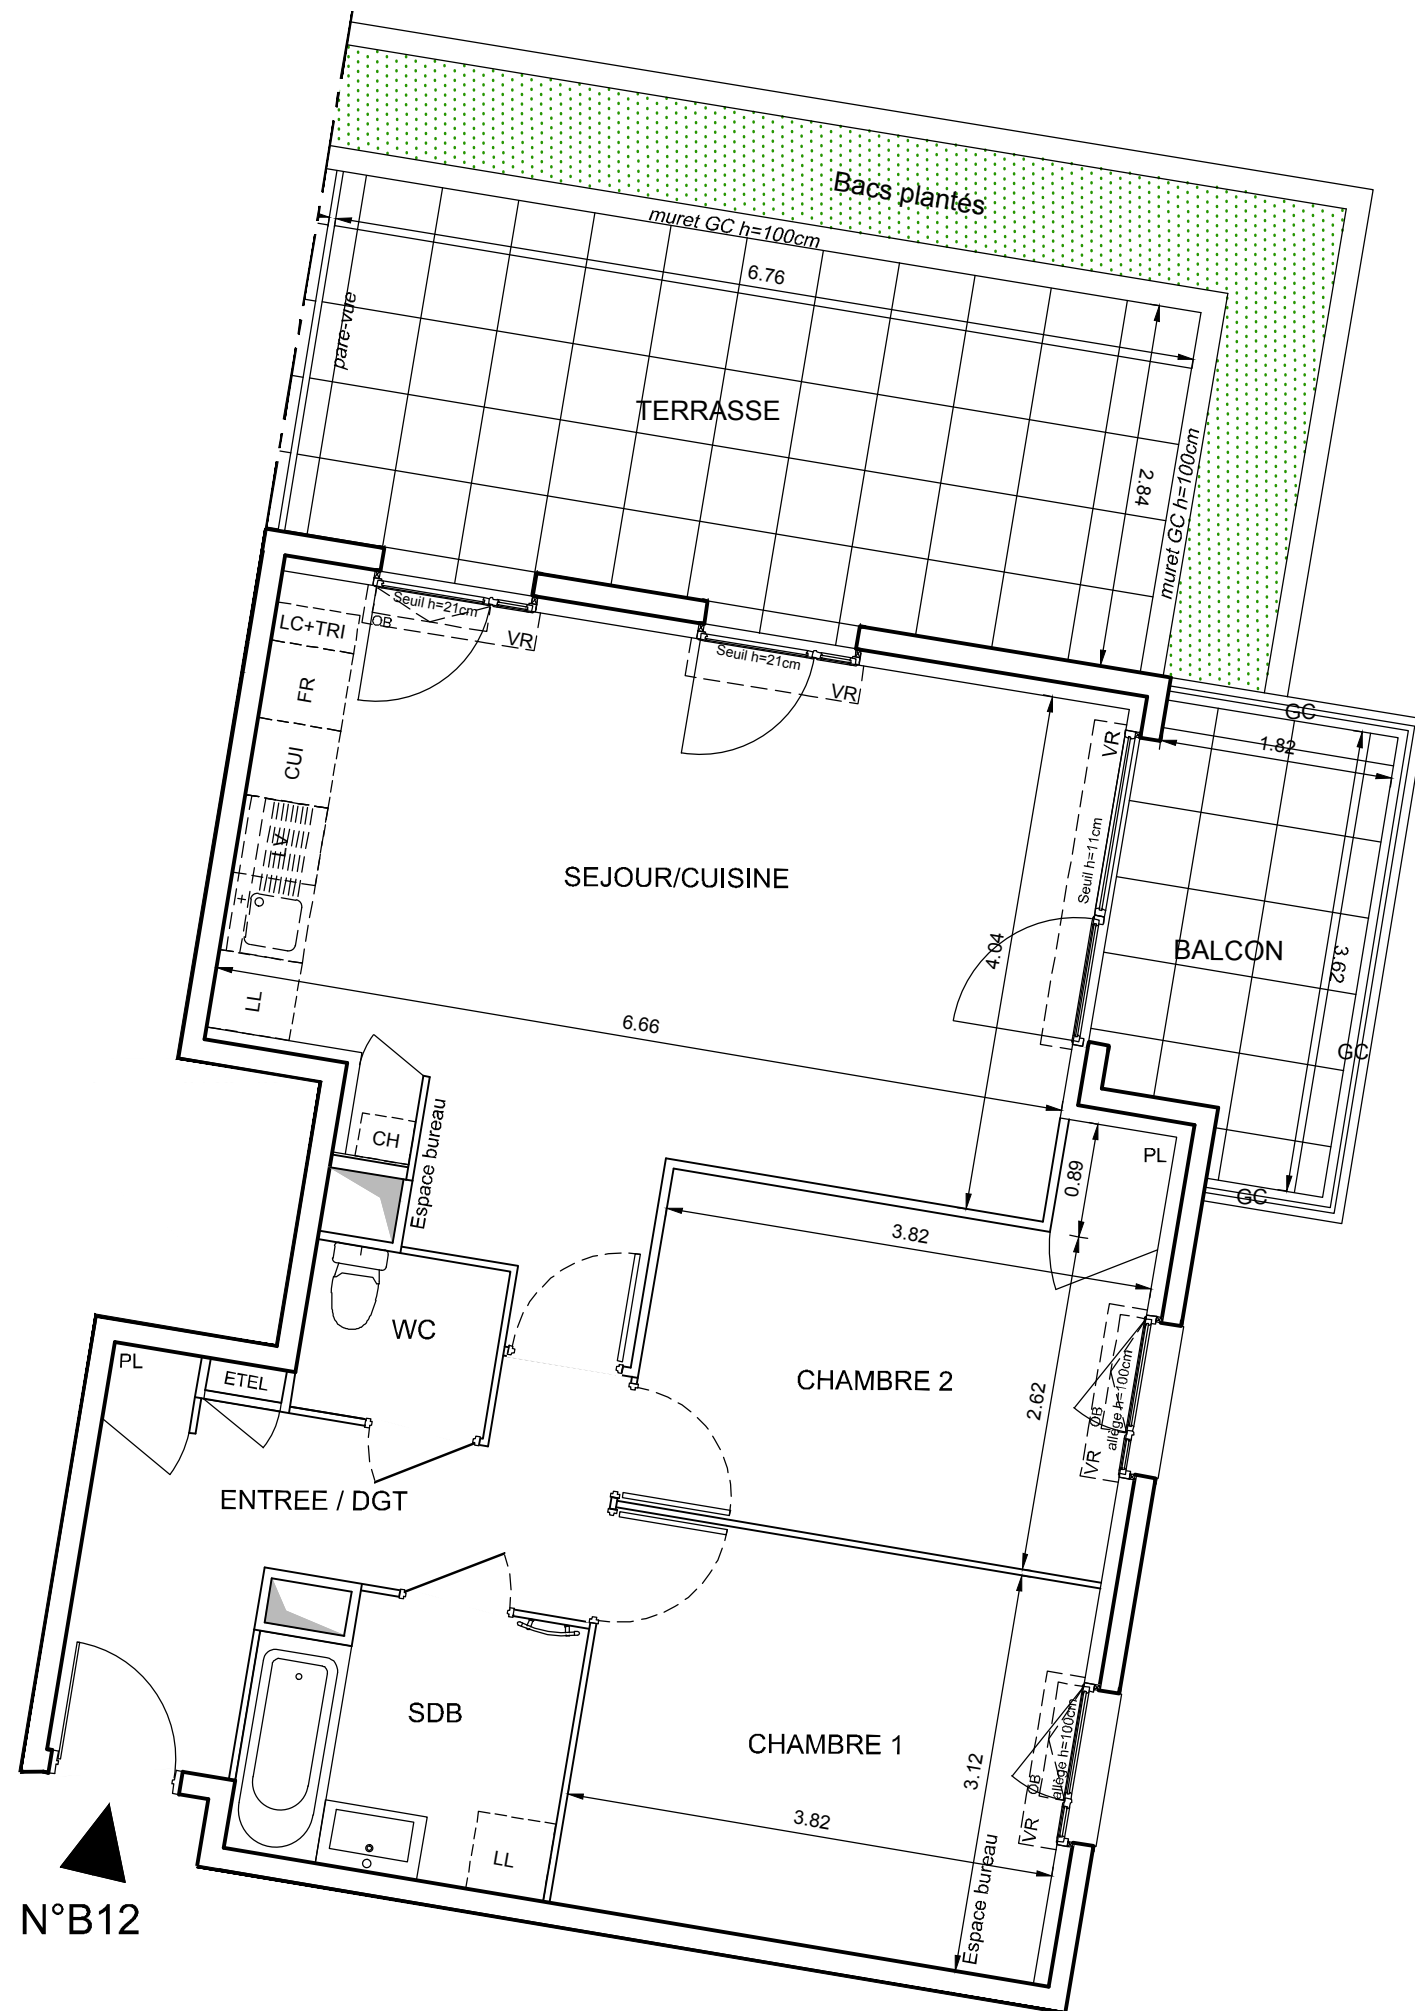 Bacs plantés
muret GC h=100cm
6.76
pare-vue
TERRASSE
2.84
muret GC h=100cm
Seuil h=21cm
OB
VR
LC+TRI
Seuil h=21cm
VR
FR
GC
VR
1.82
CUI
Seuil h=11cm
SEJOUR/CUISINE
4.04
BALCON
3.62
LL
6.66
GC
CH
Espace bureau
PL
0.89
GC
3.82
WC
PL
ETEL
CHAMBRE 2
2.62
OB
allège h=100cm
VR
ENTREE / DGT
SDB
CHAMBRE 1
3.12
OB
allège h=100cm
VR
3.82
LL
Espace bureau
N°B12